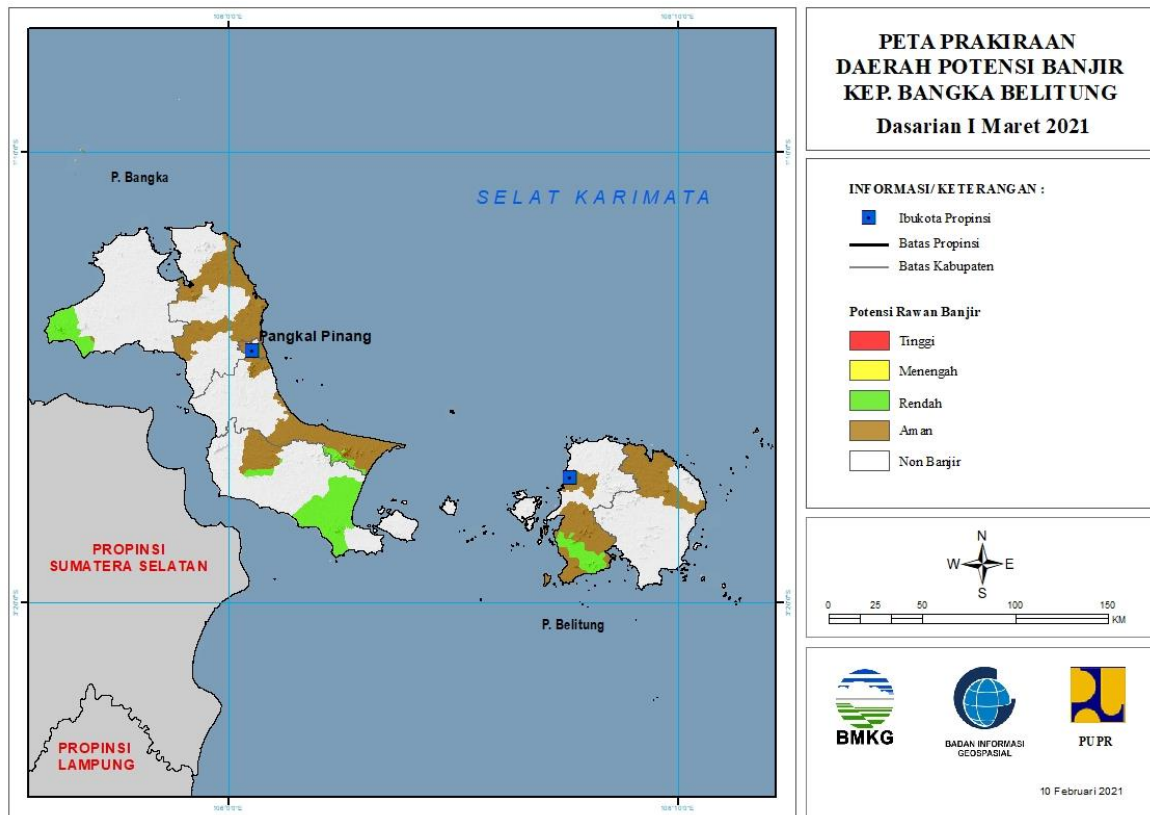 PETA PRAKIRAAN
DAERAH POTENSI BANJIR
KEP. BANGKA BELITUNG
Dasarian I Maret 2021
P. Bangka
SELAT KARIMATA
Pangkal Pinang
PROPINSI
SUMATERA SELATAN
P. Belitung
PROPINSI
LAMPUNG
INFORMASI/ KETERANGAN :
Ibukota Propinsi
Batas Propinsi
Batas Kabupaten
Potensi Rawan Banjir
Tinggi
Menengah
Rendah
Aman
Non Banjir
N
W E
S
0 25 50 100 150
KM
BMKG
BADAN INFORMASI
GEOSPASIAL
PUPR
10 Februari 2021